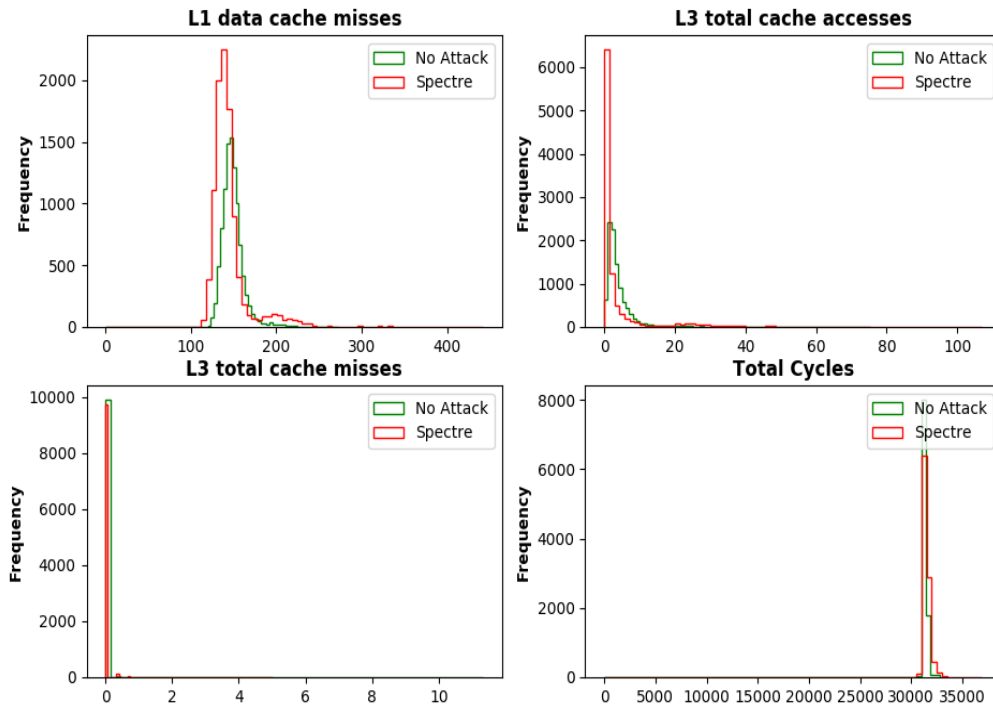 L1 data cache misses
Frequency
2000
1500
1000
500
0
0 100 200 300 400
No Attack
Spectre
L3 total cache accesses
Frequency
6000
5000
4000
3000
2000
1000
0
0 20 40 60 80 100
No Attack
Spectre
L3 total cache misses
Frequency
10000
8000
6000
4000
2000
0
0 2 4 6 8 10
No Attack
Spectre
Total Cycles
Frequency
8000
6000
4000
2000
0
0 5000 10000 15000 20000 25000 30000 35000
No Attack
Spectre